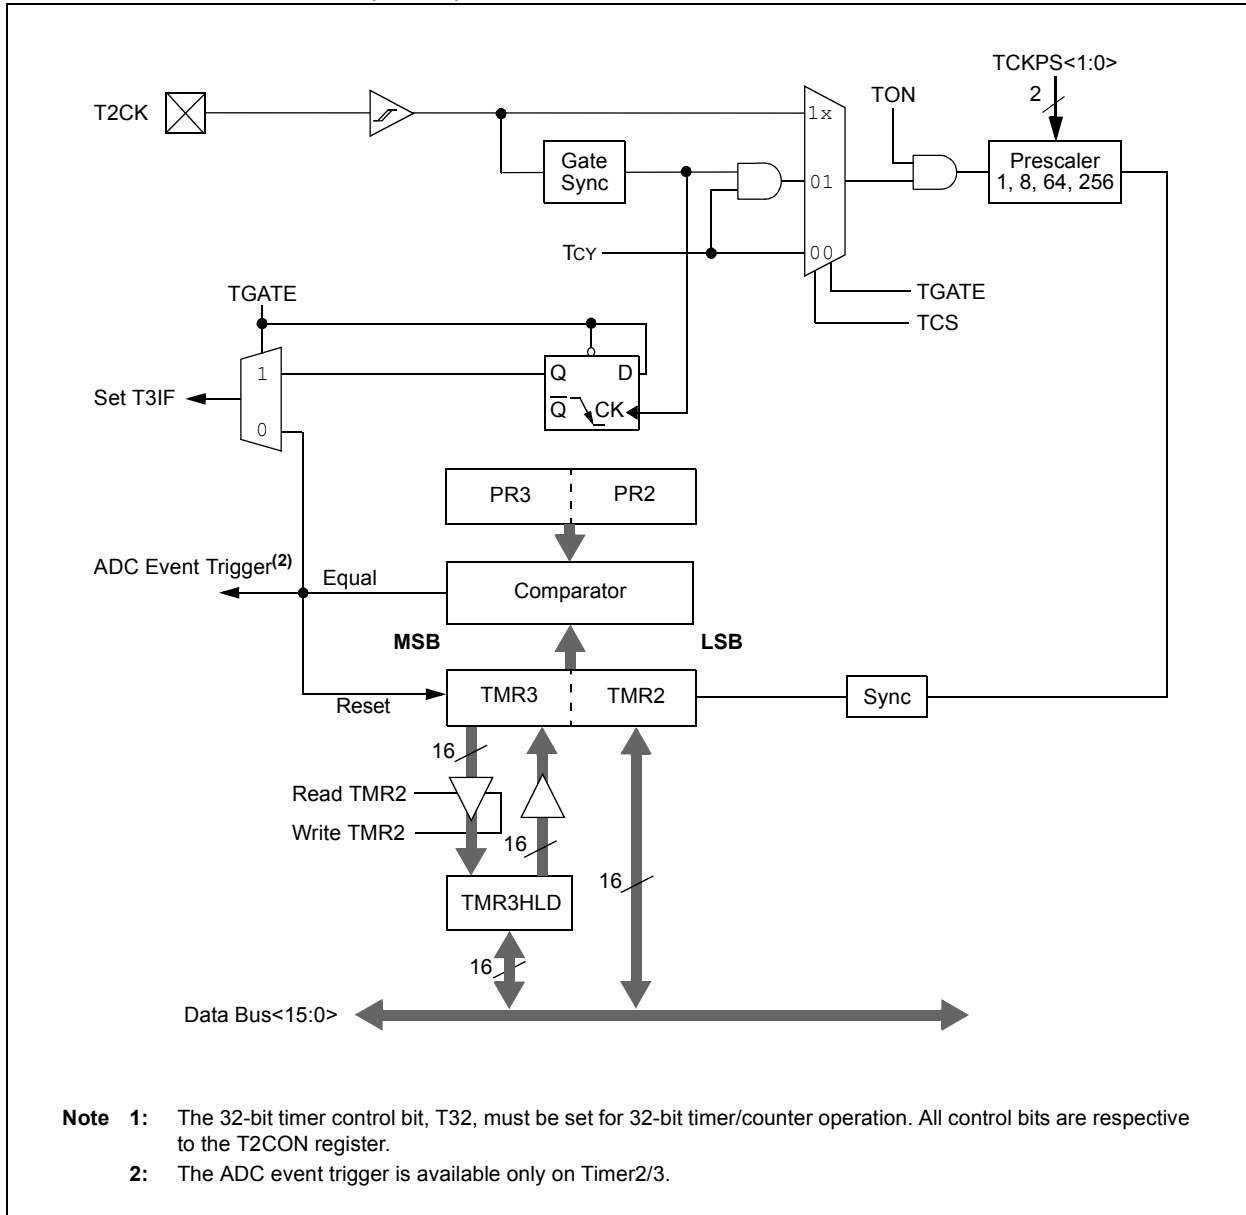 TCKPS<1:0>
2
TON
T2CK
1x
Gate
Sync
Prescaler
1, 8, 64, 256
01
TCY
00
TGATE
TCS
TGATE
1
Q
D
Set T3IF
Q
CK
0
PR3
PR2
ADC Event Trigger(2)
Equal
Comparator
MSB
LSB
TMR3
TMR2
Sync
Reset
16
Read TMR2
Write TMR2
16
16
TMR3HLD
16
Data Bus<15:0>
Note 1: The 32-bit timer control bit, T32, must be set for 32-bit timer/counter operation. All control bits are respective
to the T2CON register.
2: The ADC event trigger is available only on Timer2/3.